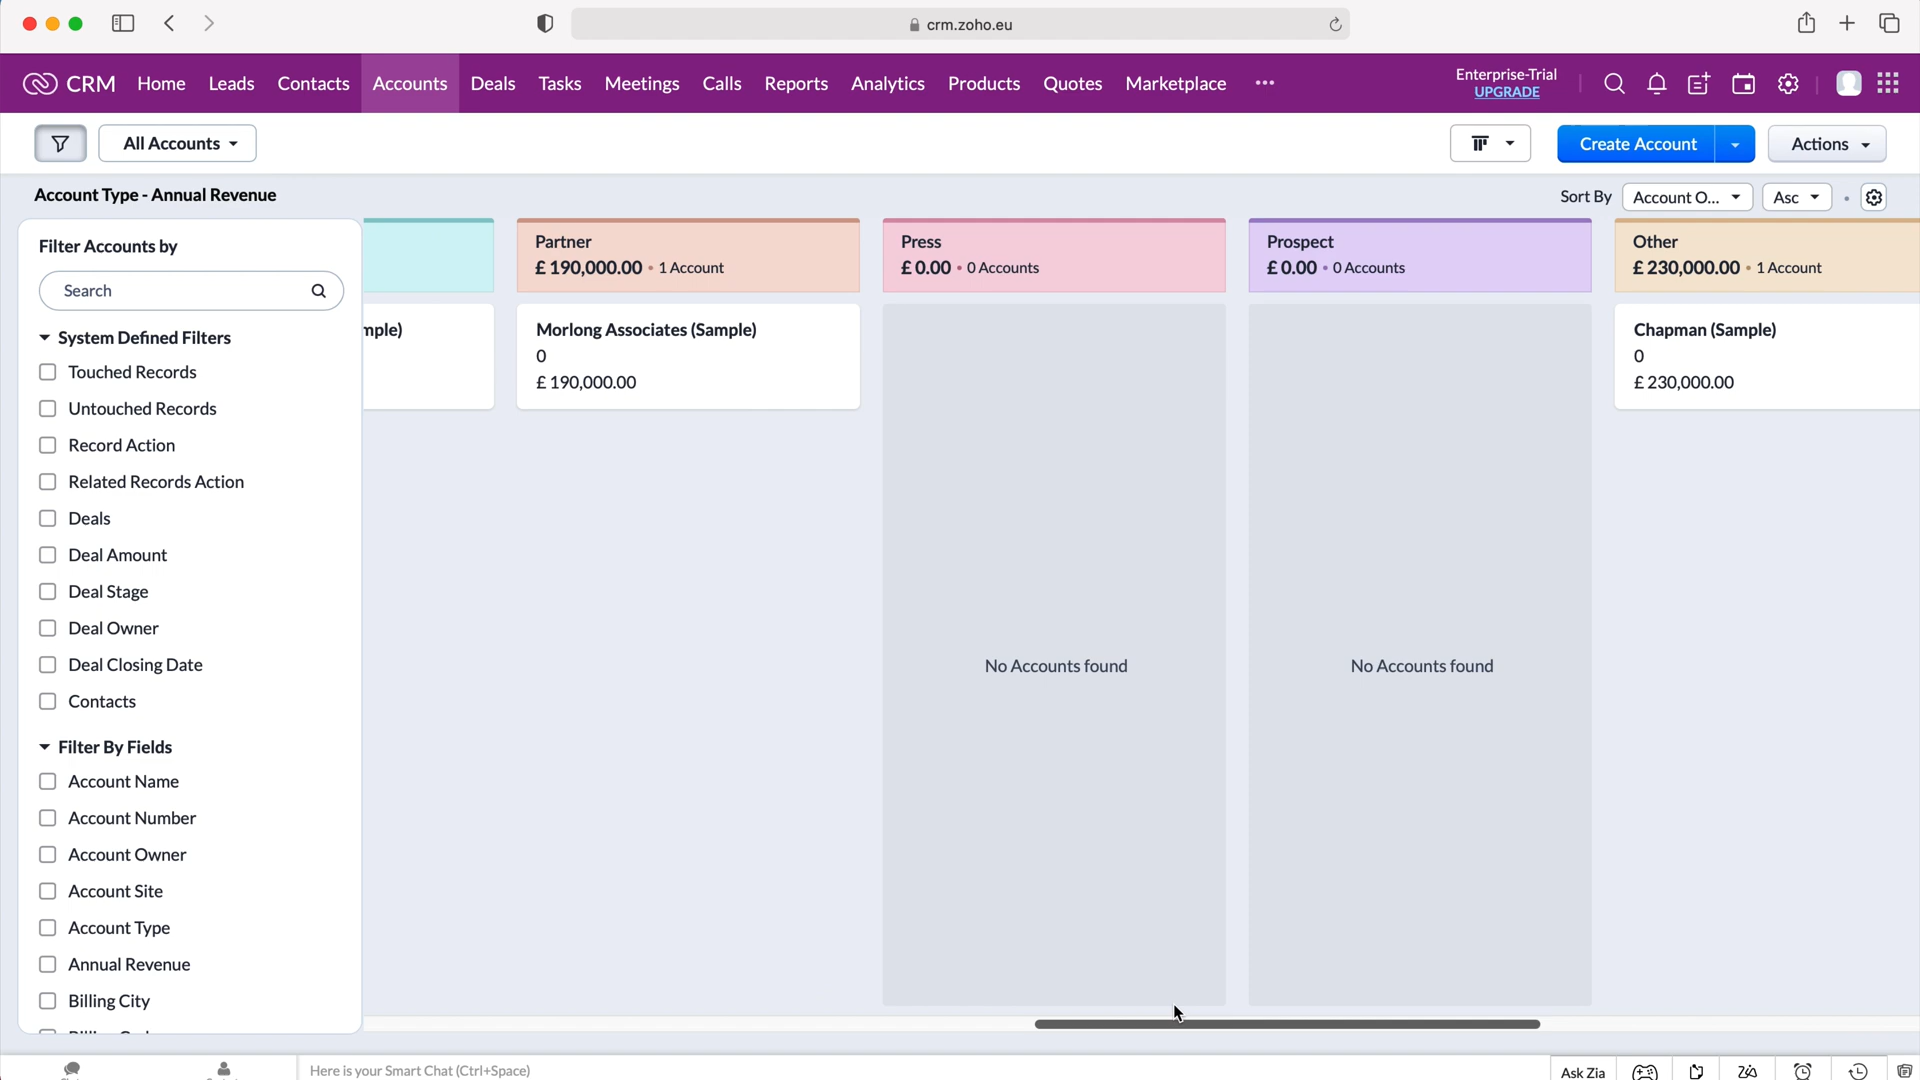 crm.zoho.eu
CRM Home Leads Contacts Accounts Deals Tasks Meetings Calls Reports Analytics Products Quotes Marketplace ••• Enterprise-Trial
UPGRADE
All Accounts Create Account Actions
Account Type - Annual Revenue Sort By Account O... Asc
Filter Accounts by
Search
System Defined Filters
Touched Records
Untouched Records
Record Action
Related Records Action
Deals
Deal Amount
Deal Stage
Deal Owner
Deal Closing Date
Contacts
Filter By Fields
Account Name
Account Number
Account Owner
Account Site
Account Type
Annual Revenue
Billing City
mple)
Partner
£ 190,000.00 • 1 Account
Morlong Associates (Sample)
0
£ 190,000.00
Press
£ 0.00 • 0 Accounts
No Accounts found
Prospect
£ 0.00 • 0 Accounts
No Accounts found
Other
£ 230,000.00 • 1 Account
Chapman (Sample)
0
£ 230,000.00
Here is your Smart Chat (Ctrl+Space) Ask Zia